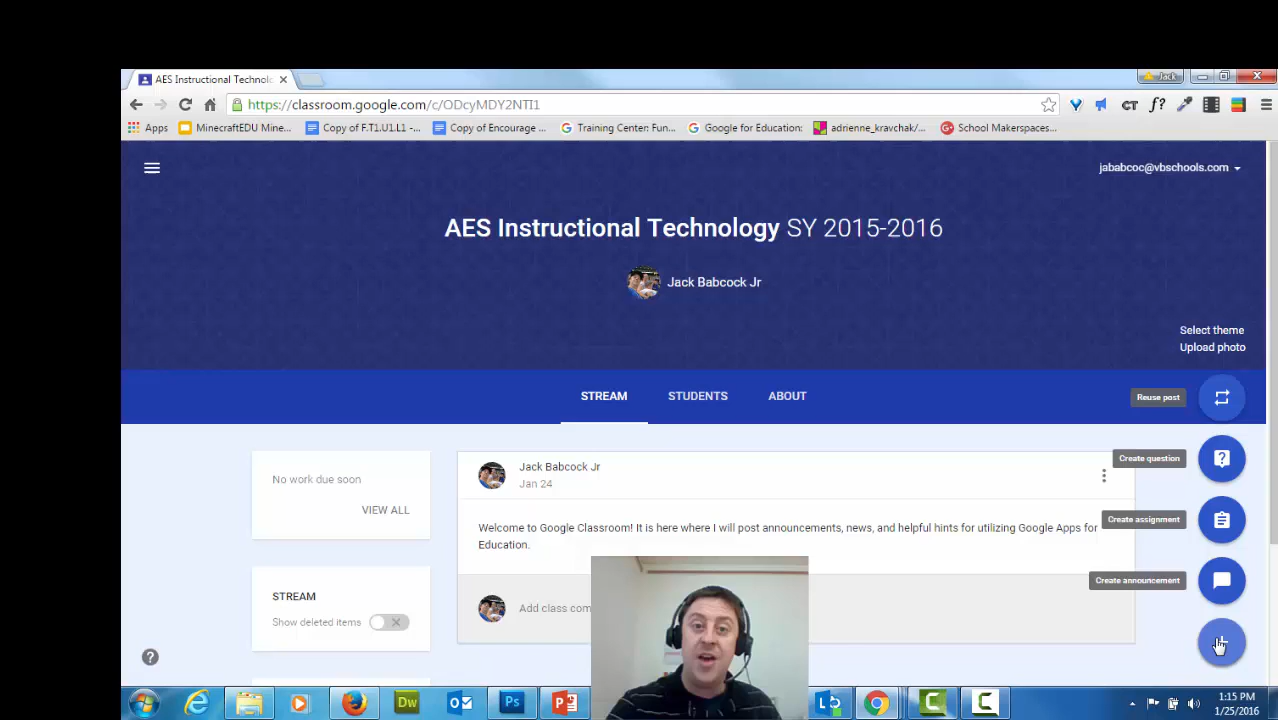 AES Instructional Technolo
Jack
https://classroom.google.com/c/ODcyMDY2NTI1
Apps
MinecraftEDU Mine...
Copy of F.T1.U1.L1 -...
Copy of Encourage ...
Training Center: Fun...
Google for Education:
adrienne_kravchak/...
School Makerspaces...
jababcoc@vbschools.com
AES Instructional Technology SY 2015-2016
Jack Babcock Jr
Select theme
Upload photo
STREAM
STUDENTS
ABOUT
Reuse post
Create question
Create assignment
Create announcement
No work due soon
VIEW ALL
Jack Babcock Jr
Jan 24
Welcome to Google Classroom! It is here where I will post announcements, news, and helpful hints for utilizing Google Apps for
Education.
STREAM
Show deleted items
Add class com
1:15 PM
1/25/2016